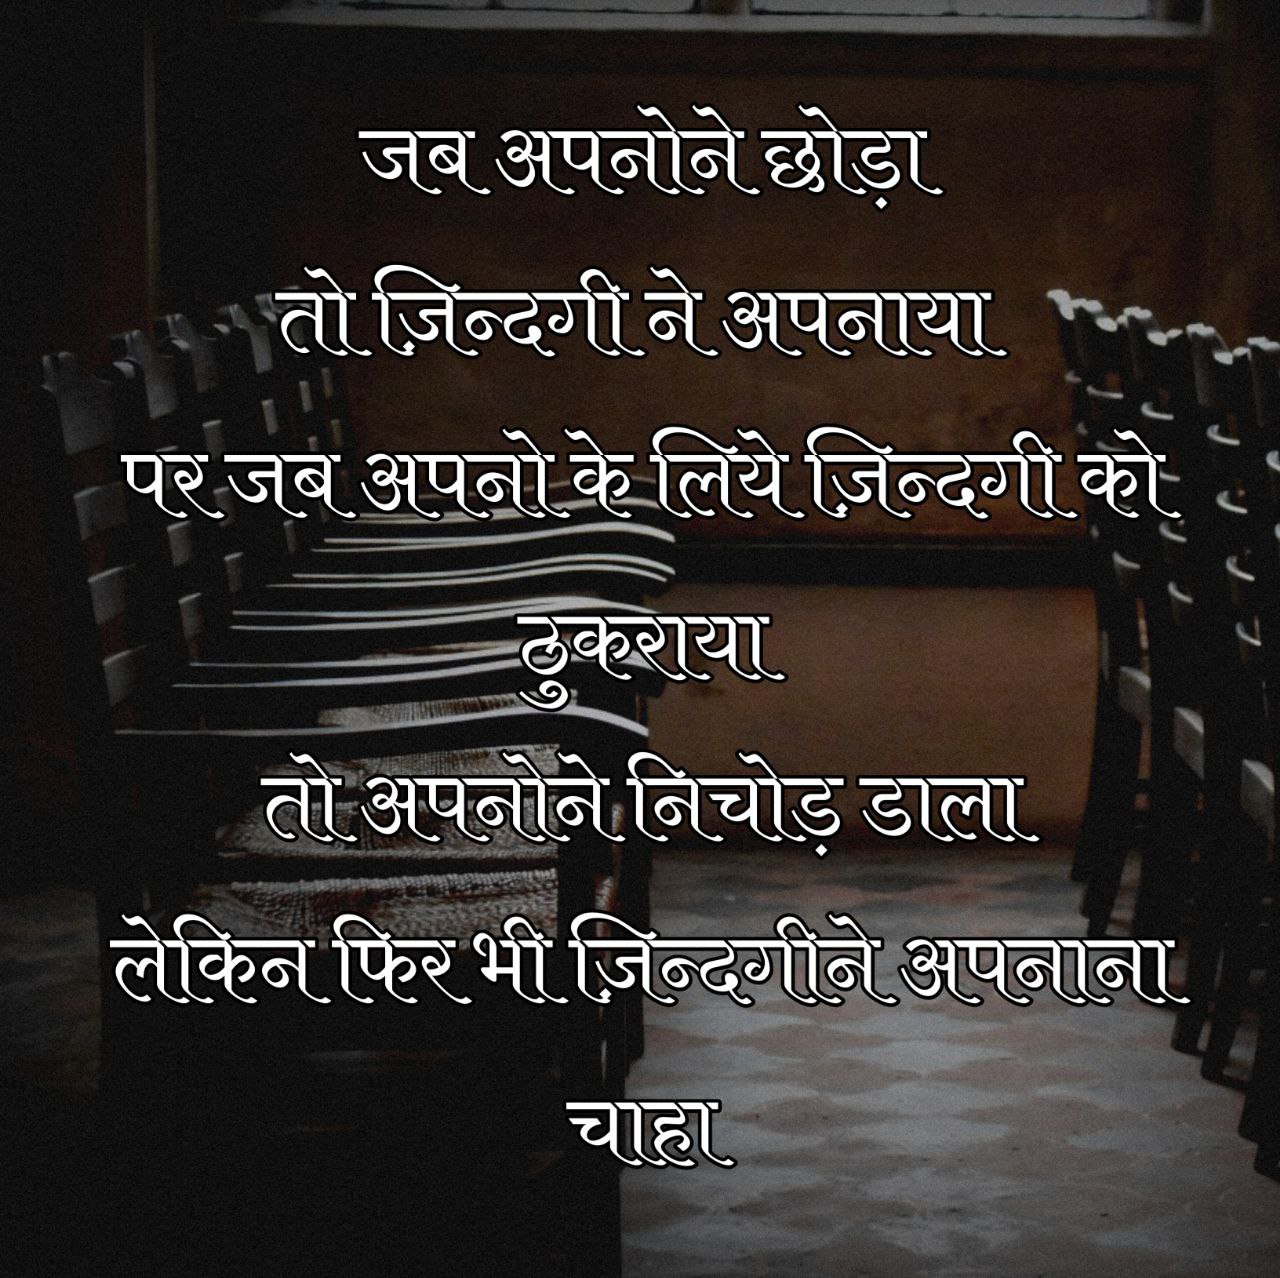 जब अपनोने छोड़ा
तो ज़िन्दगी ने अपनाया
पर जब अपनो के लिये ज़िन्दगी को
ठुकराया
तो अपनोने निचोड़ डाला
लेकिन फिर भी ज़िन्दगीने अपनाना
चाहा